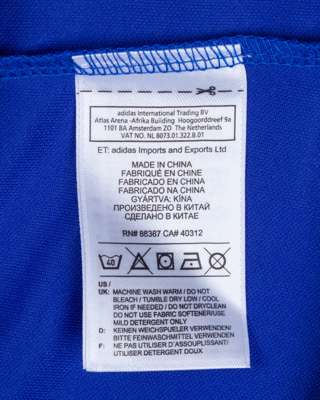 adidas International Trading BV
Atlas Arena -Afrika Building Hoogoorddreef 9a
1101 BA Amsterdam ZO The Netherlands
VAT NO. NL 8073.01.322.B.01
ET: adidas Imports and Exports Ltd
MADE IN CHINA
FABRIQUÉ EN CHINE
FABRICADO EN CHINA
FABRICADO NA CHINA
GYÁRTVA; KÍNA
ПРОИЗВЕДЕНО В КИТАЙ
СДЕЛАНО В КИТАЕ
RN# 88387 CA# 40312
40
US /
UK: MACHINE WASH WARM / DO NOT
BLEACH / TUMBLE DRY LOW / COOL
IRON IF NEEDED / DO NOT DRYCLEAN
DO NOT USE FABRIC SOFTENER/USE
MILD DETERGENT ONLY
D: KEINEN WEICHSPUELER VERWENDEN/
BITTE FEINWASCHMITTEL VERWENDEN
F: NE PAS UTILISER D'ASSOUPLISSANT/
UTILISER DETERGENT DOUX